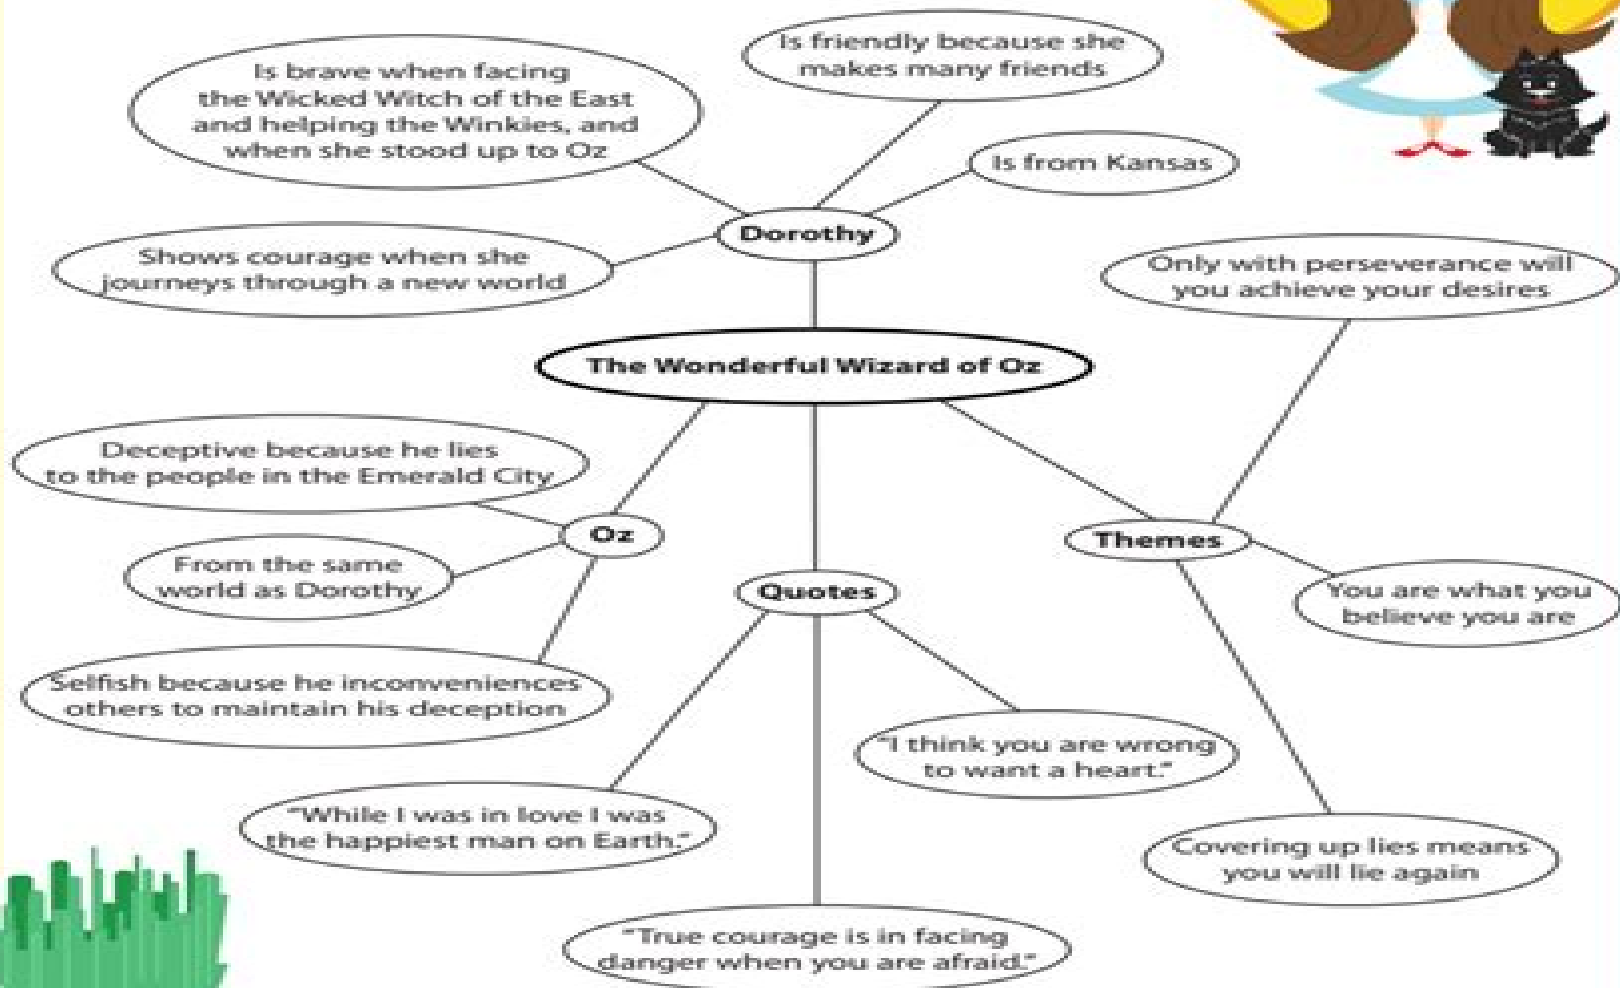 Is friendly because she
makes many friends
Is brave when facing
the Wicked Witch of the East
and helping the Winkies, and
when she stood up to Oz
Is from Kansas
Dorothy
Shows courage when she
journeys through a new world
Only with perseverance will
you achieve your desires
The Wonderful Wizard of Oz
Deceptive because he lies
to the people in the Emerald City
Oz
Themes
From the same
world as Dorothy
Quotes
You are what you
believe you are
Selfish because he inconveniences
others to maintain his deception
"I think you are wrong
to want a heart."
"While I was in love I was
the happiest man on Earth."
Covering up lies means
you will lie again
"True courage is in facing
danger when you are afraid."